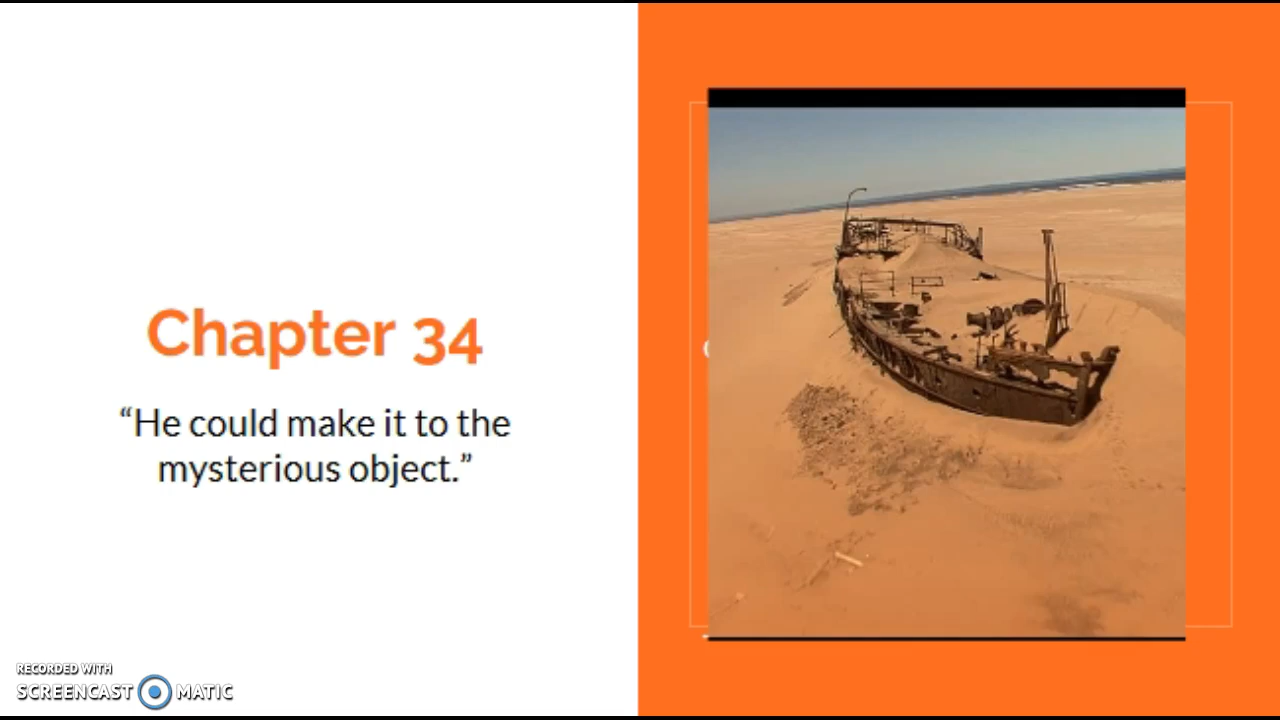 Chapter 34
“He could make it to the
mysterious object.”
RECORDED WITH
SCREENCAST MATIC